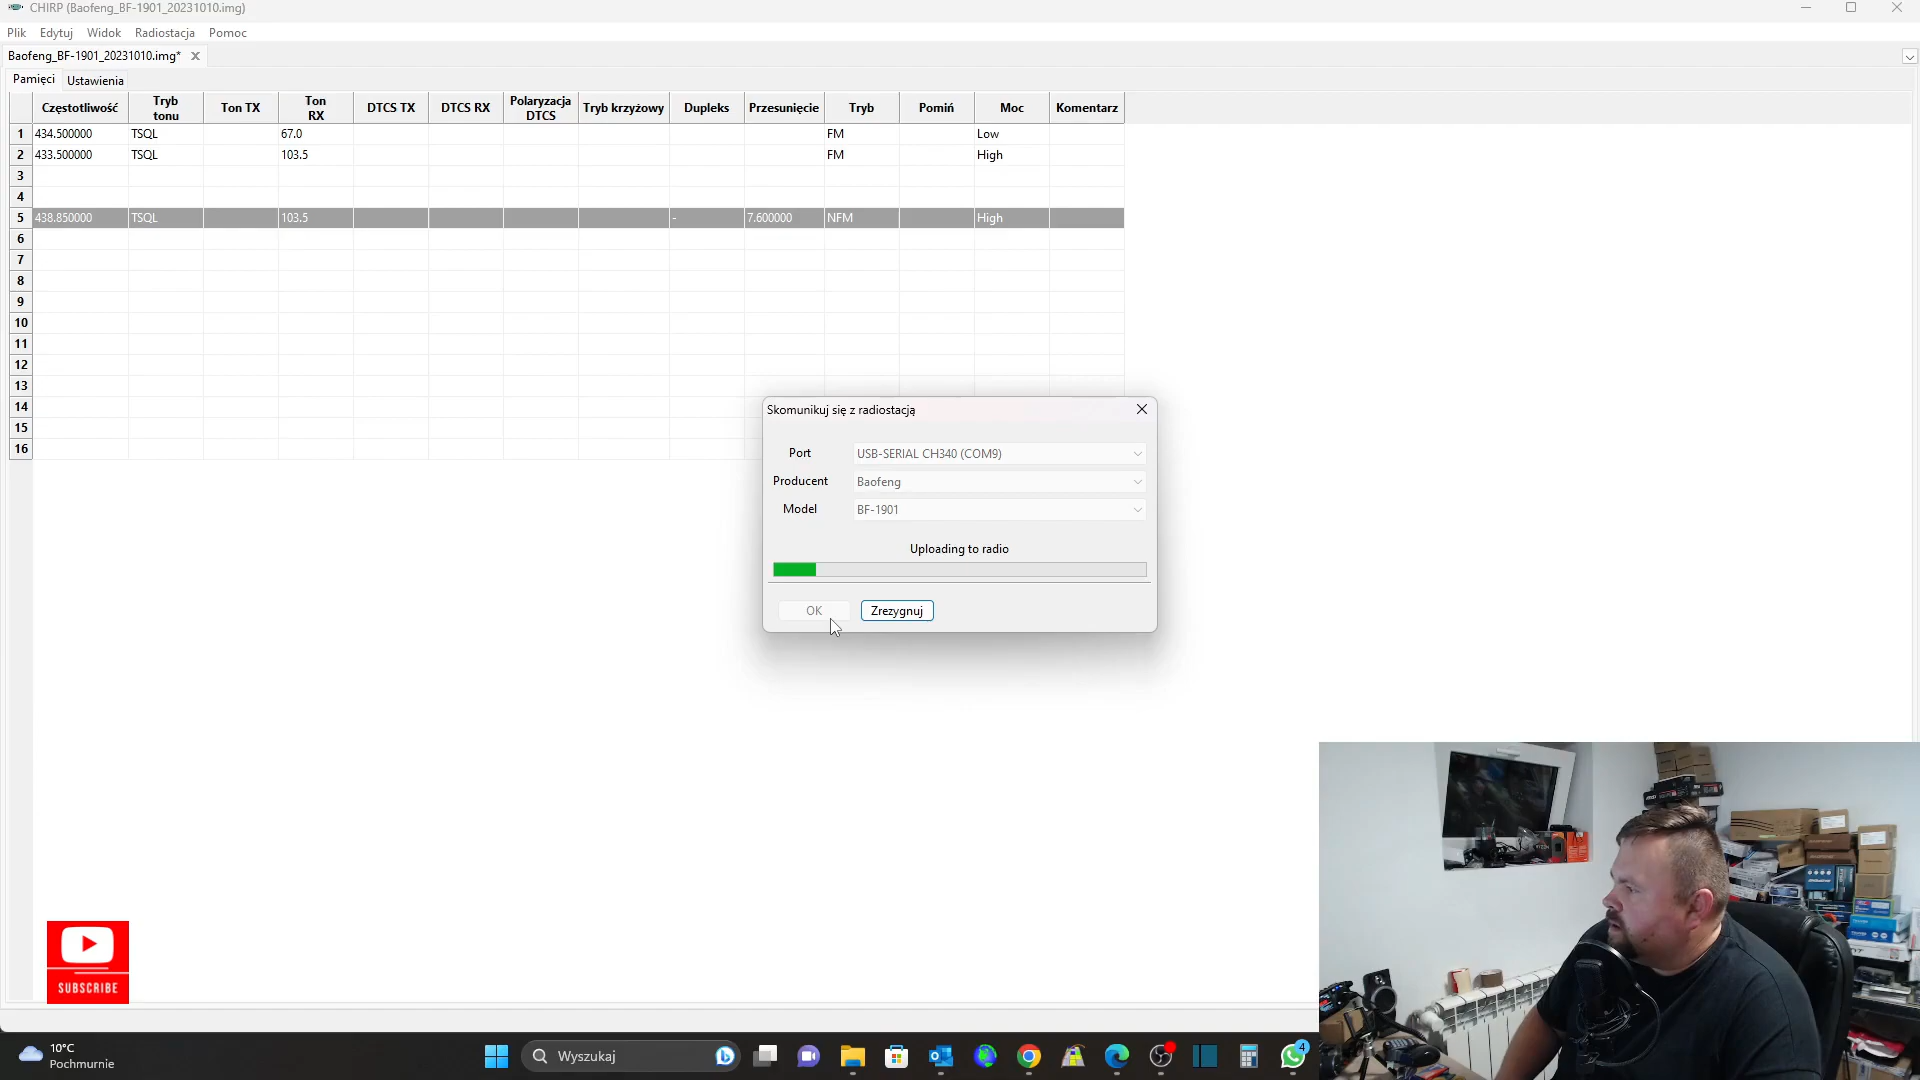 CHIRP (Baofeng_BF-1901_20231010.img)
Plik Edytuj Widok Radiostacja Pomoc
Baofeng_BF-1901_20231010.img*
Pamięci Ustawienia
Częstotliwość Tryb tonu Ton TX Ton RX DTCS TX DTCS RX Polaryzacja DTCS Tryb krzyżowy Dupleks Przesunięcie Tryb Pomiń Moc Komentarz
1 434.500000 TSQL 67.0 FM Low
2 433.500000 TSQL 103.5 FM High
3
4
5 438.850000 TSQL 103.5 - 7.600000 NFM High
6
7
8
9
10
11
12
13
14
15
16
Skomunikuj się z radiostacją
Port USB-SERIAL CH340 (COM9)
Producent Baofeng
Model BF-1901
Uploading to radio
OK Zrezygnuj
SUBSCRIBE
10°C
Pochmurnie
Wyszukaj
4